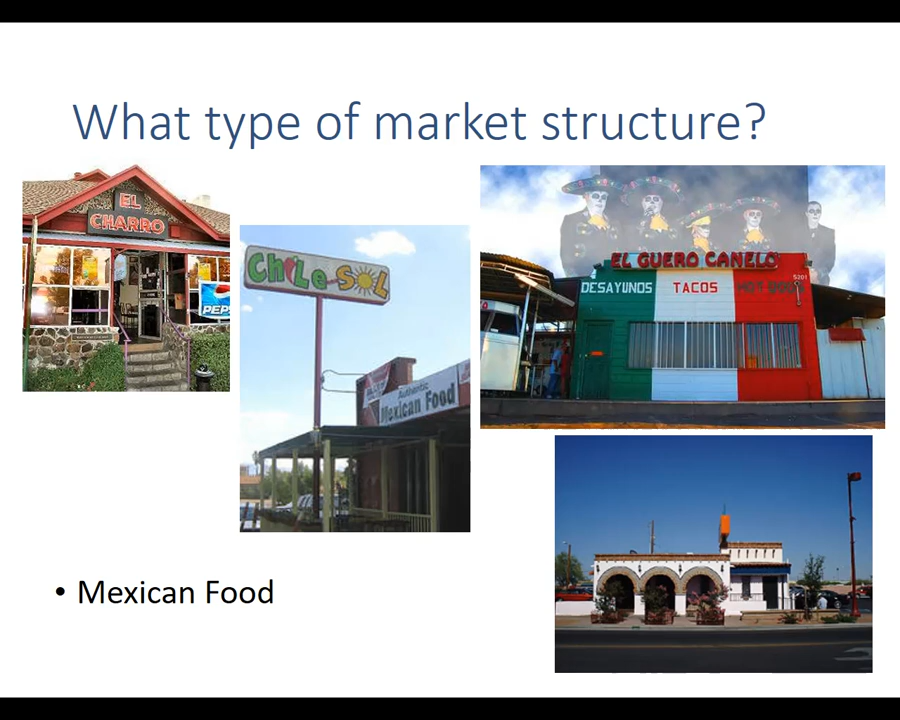 What type of market structure?
EL
CHARRO
PEPSI
ChiLe-SOL
Authentic
Mexican Food
EL GUERO CANELO
5201
DESAYUNOS
TACOS
HOT DOGS
• Mexican Food